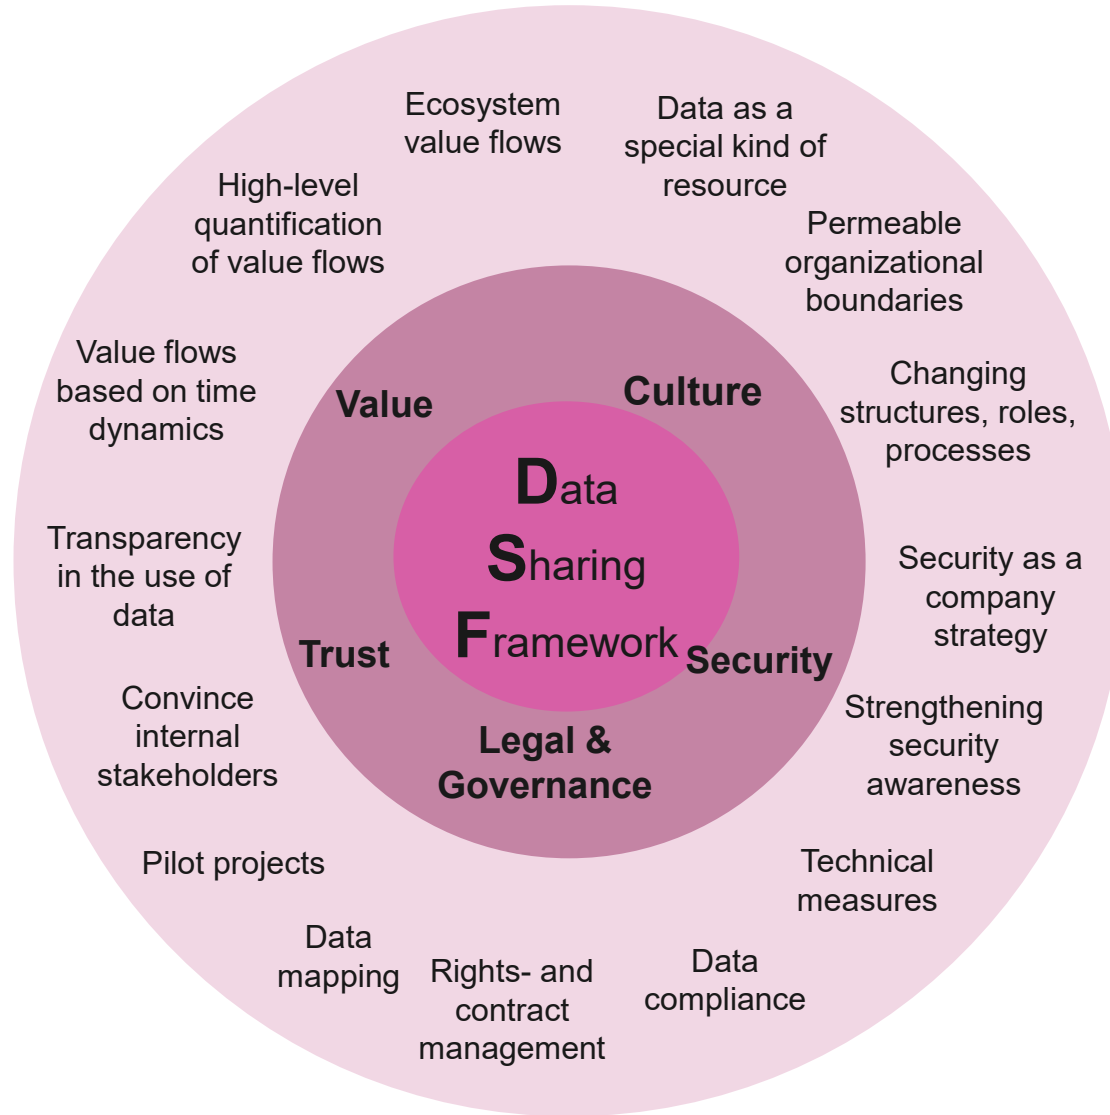 Ecosystem
value flows
Data as a
special kind of
resource
High-level
quantification
of value flows
Permeable
organizational
boundaries
Value flows
based on time
dynamics
Changing
structures, roles,
processes
Value
Culture
Data
Sharing
Framework
Transparency
in the use of
data
Security as a
company
strategy
Trust
Security
Legal &
Governance
Convince
internal
stakeholders
Strengthening
security
awareness
Pilot projects
Technical
measures
Data
mapping
Rights- and
contract
management
Data
compliance